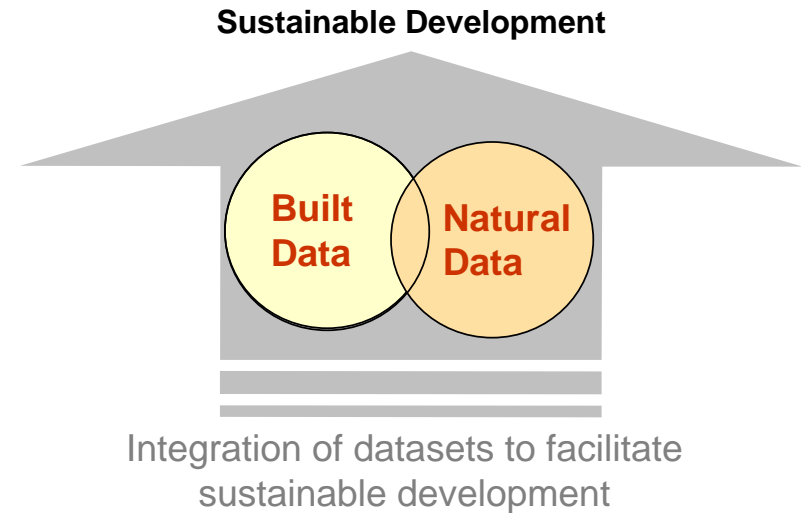 Sustainable Development
Built
Data
Natural
Data
Integration of datasets to facilitate
sustainable development